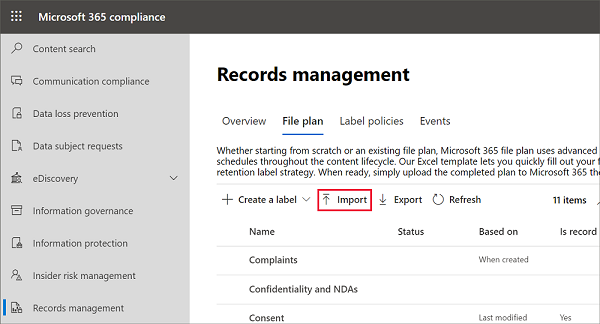 Microsoft 365 compliance
Content search
Communication compliance
Data loss prevention
Data subject requests
eDiscovery
Information governance
Information protection
Insider risk management
Records management
Records management
Overview File plan Label policies Events
Whether starting from scratch or an existing file plan, Microsoft 365 file plan uses advanced
schedules throughout the content lifecycle. Our Excel template lets you quickly fill out your f
retention label strategy. When ready, simply upload the completed plan to Microsoft 365 the
Create a label Import Export Refresh 11 items
Name Status Based on Is record
Complaints When created
Confidentiality and NDAs
Consent Last modified Yes